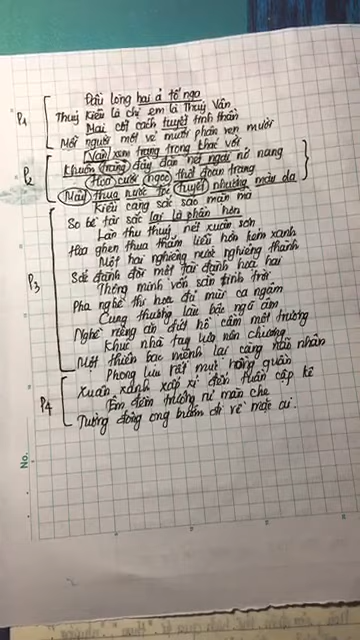 Đầu lòng hai ả tố nga
P1 Thuý Kiều là chị em là Thuý Vân
Mai cốt cách tuyết tinh thần
Mỗi người một vẻ mười phân vẹn mười
P2 Vân xem trang trọng khác vời
Khuôn trăng đầy đặn nét ngài nở nang
Hoa cười ngọc thốt đoan trang
Mây thua nước tóc tuyết nhường màu da
Kiều càng sắc sảo mặn mà
So bề tài sắc lại là phần hơn
Làn thu thuỷ nét xuân sơn
Hoa ghen thua thắm liễu hờn kém xanh
Một hai nghiêng nước nghiêng thành
P3 Sắc đành đòi một tài đành hoạ hai
Thông minh vốn sẵn tính trời
Pha nghề thi hoạ đủ mùi ca ngâm
Cung thương lầu bậc ngũ âm
Nghề riêng ăn đứt hồ cầm một trương
Khúc nhà tay lựa nên chương
Một thiên bạc mệnh lại càng não nhân
Phong lưu rất mực hồng quần
P4 Xuân xanh xấp xỉ đến tuần cập kê
Êm đềm trướng rủ màn che
Tường đông ong bướm đi về mặc ai.
No.